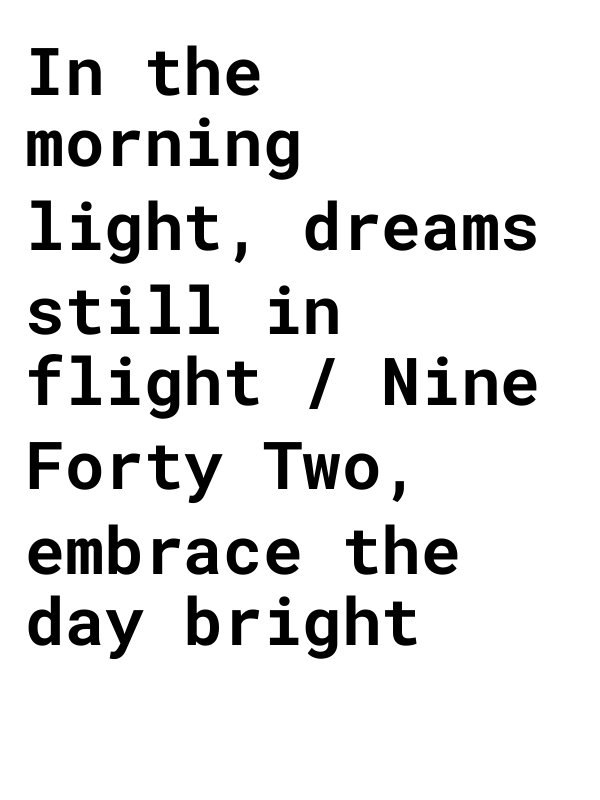 In the
morning
light, dreams
still in
flight / Nine
Forty Two,
embrace the
day bright